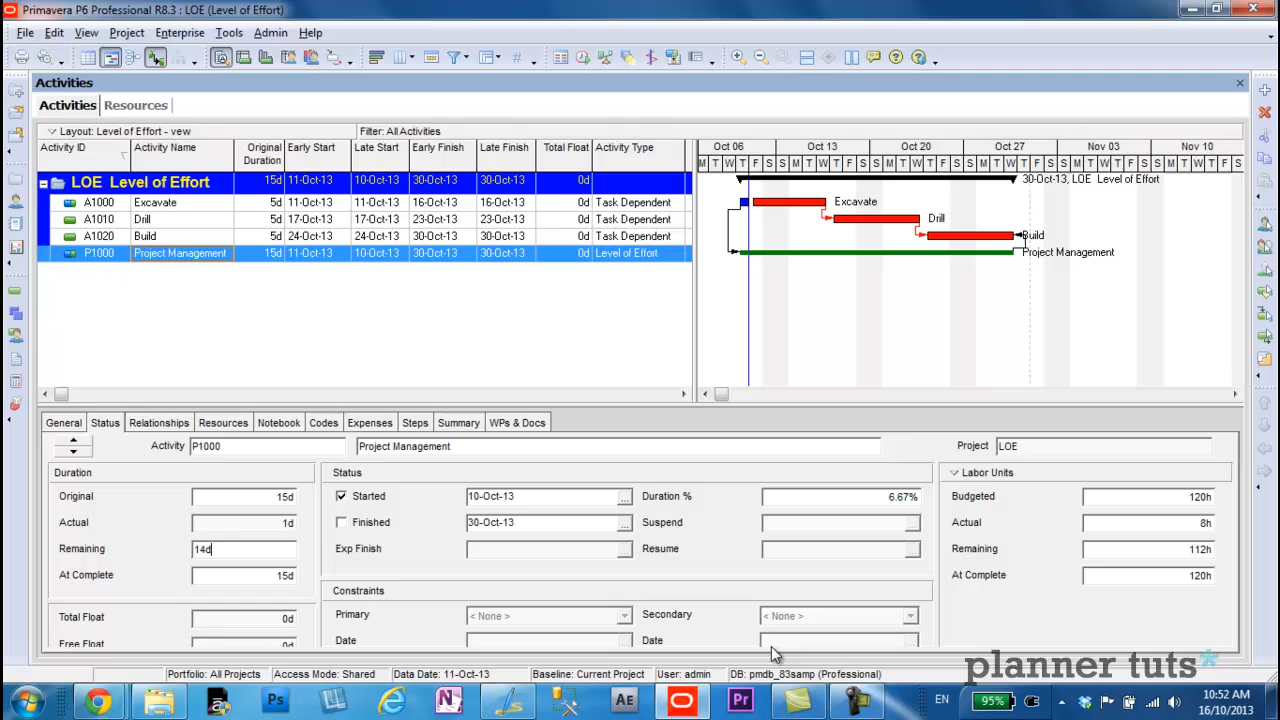 Primavera P6 Professional R8.3 : LOE (Level of Effort)
File Edit View Project Enterprise Tools Admin Help
Activities
Activities Resources
Layout: Level of Effort - vew Filter: All Activities
Activity ID Activity Name Original Duration Early Start Late Start Early Finish Late Finish Total Float Activity Type
Oct 06 Oct 13 Oct 20 Oct 27 Nov 03 Nov 10
M T W T F S S M T W T F S S M T W T F S S M T W T F S S M T W T F S S M T W T F S
LOE Level of Effort 15d 11-Oct-13 10-Oct-13 30-Oct-13 30-Oct-13 0d
30-Oct-13, LOE Level of Effort
A1000 Excavate 5d 11-Oct-13 11-Oct-13 16-Oct-13 16-Oct-13 0d Task Dependent
Excavate
A1010 Drill 5d 17-Oct-13 17-Oct-13 23-Oct-13 23-Oct-13 0d Task Dependent
Drill
A1020 Build 5d 24-Oct-13 24-Oct-13 30-Oct-13 30-Oct-13 0d Task Dependent
Build
P1000 Project Management 15d 11-Oct-13 10-Oct-13 30-Oct-13 30-Oct-13 0d Level of Effort
Project Management
General Status Relationships Resources Notebook Codes Expenses Steps Summary WPs & Docs
Activity P1000 Project Management Project LOE
Duration Status Labor Units
Original 15d Started 10-Oct-13 Duration % 6.67% Budgeted 120h
Actual 1d Finished 30-Oct-13 Suspend Actual 8h
Remaining 14d Exp Finish Resume Remaining 112h
At Complete 15d Constraints At Complete 120h
Total Float 0d Primary < None > Secondary < None >
Free Float 0d Date Date
Portfolio: All Projects Access Mode: Shared Data Date: 11-Oct-13 Baseline: Current Project User: admin DB: pmdb_83samp (Professional)
planner tuts*
Ps Ae Pr EN 95% 10:52 AM
16/10/2013